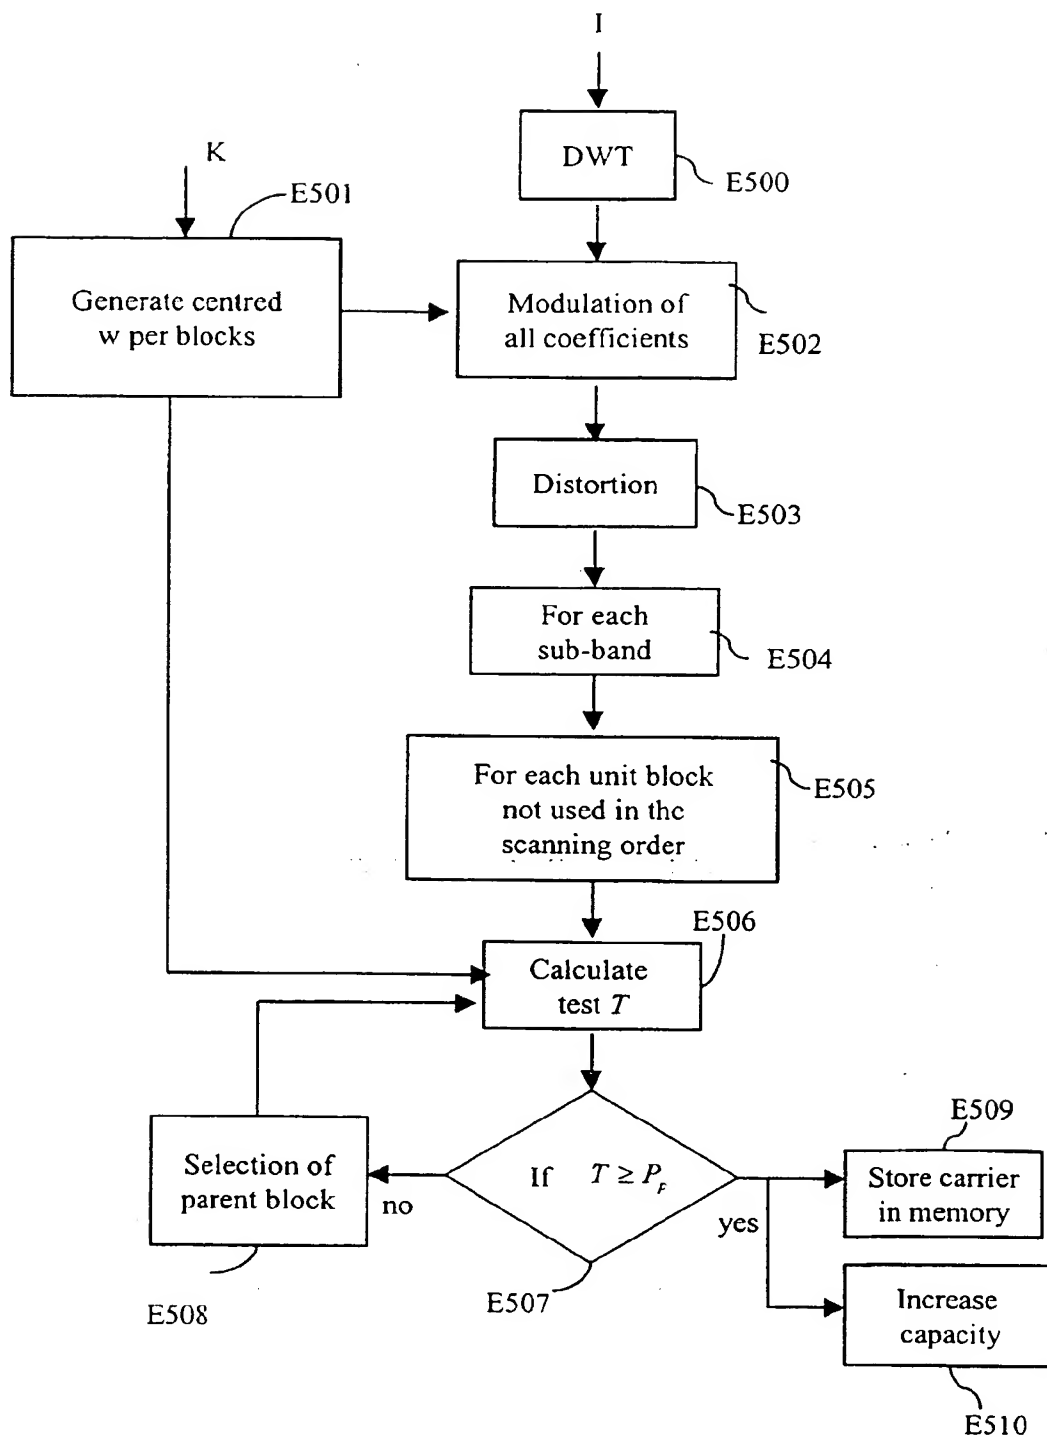 I
DWT
E500
K
E501
Generate centred
w per blocks
Modulation of
all coefficients
E502
Distortion
E503
For each
sub-band
E504
For each unit block
not used in the
scanning order
E505
E506
Calculate
test T
If T ≥ P_F
no
yes
E507
Selection of
parent block
E508
E509
Store carrier
in memory
Increase
capacity
E510